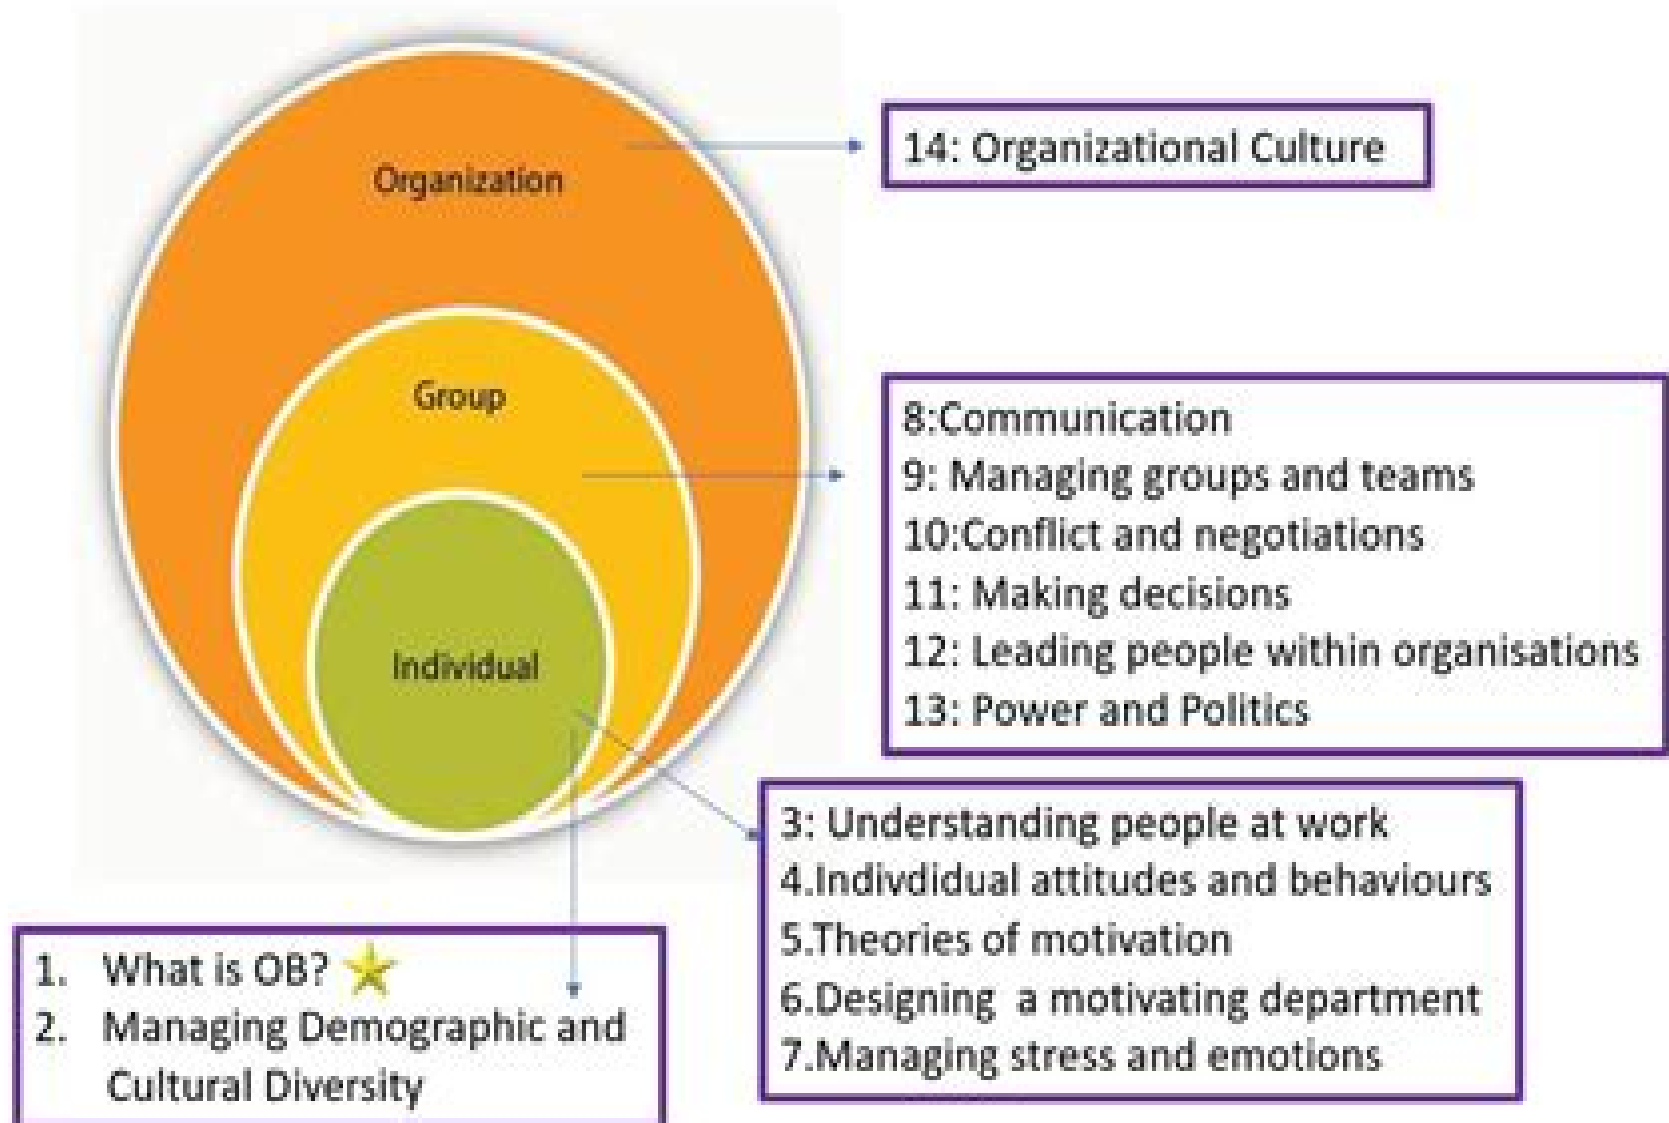 Organization
14: Organizational Culture
Group
8:Communication
9: Managing groups and teams
10:Conflict and negotiations
11: Making decisions
12: Leading people within organisations
13: Power and Politics
Individual
3: Understanding people at work
4.Indivdidual attitudes and behaviours
5.Theories of motivation
6.Designing a motivating department
7.Managing stress and emotions
1. What is OB?
2. Managing Demographic and
Cultural Diversity